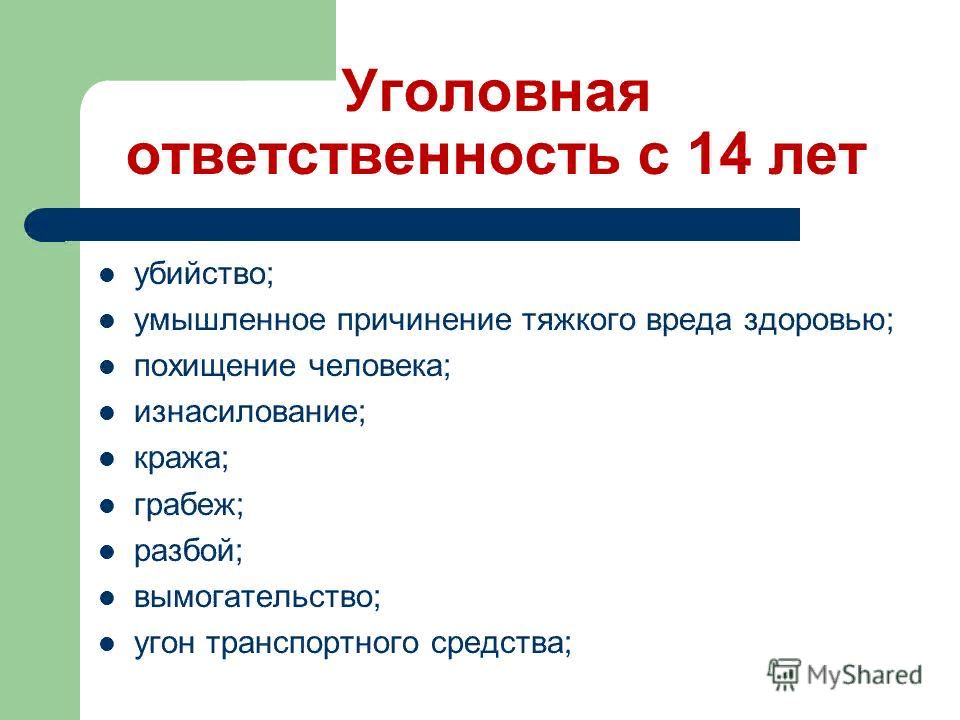 Уголовная
ответственность с 14 лет
убийство;
умышленное причинение тяжкого вреда здоровью;
похищение человека;
изнасилование;
кража;
грабеж;
разбой;
вымогательство;
угон транспортного средства;
MyShared